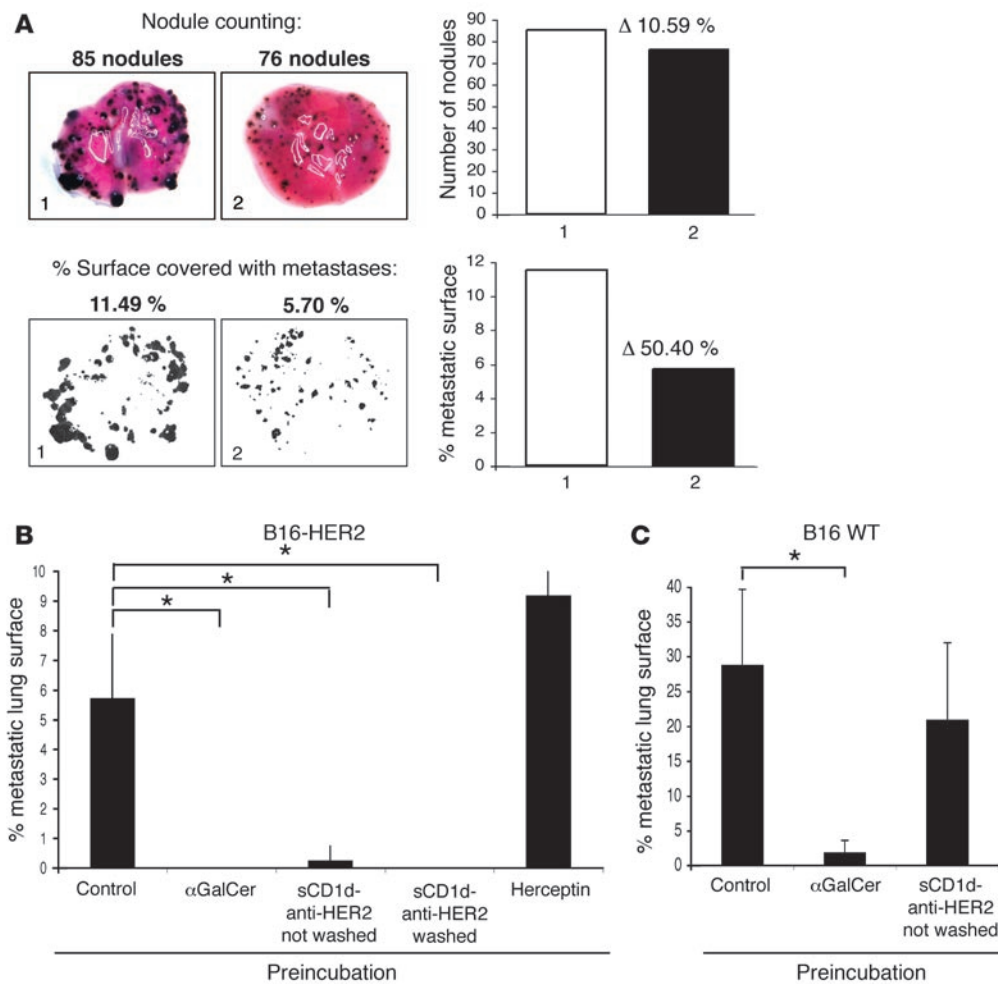 A
Nodule counting:
85 nodules
76 nodules
1
2
Number of nodules
90
80
70
60
50
40
30
20
10
0
Δ 10.59 %
1
2
% Surface covered with metastases:
11.49 %
5.70 %
1
2
% metastatic surface
12
10
8
6
4
2
0
Δ 50.40 %
1
2
B
B16-HER2
% metastatic lung surface
10
9
8
7
6
5
4
3
2
1
0
*
*
*
Control
αGalCer
sCD1d-
anti-HER2
not washed
sCD1d-
anti-HER2
washed
Herceptin
Preincubation
C
B16 WT
% metastatic lung surface
40
35
30
25
20
15
10
5
0
*
Control
αGalCer
sCD1d-
anti-HER2
not washed
Preincubation